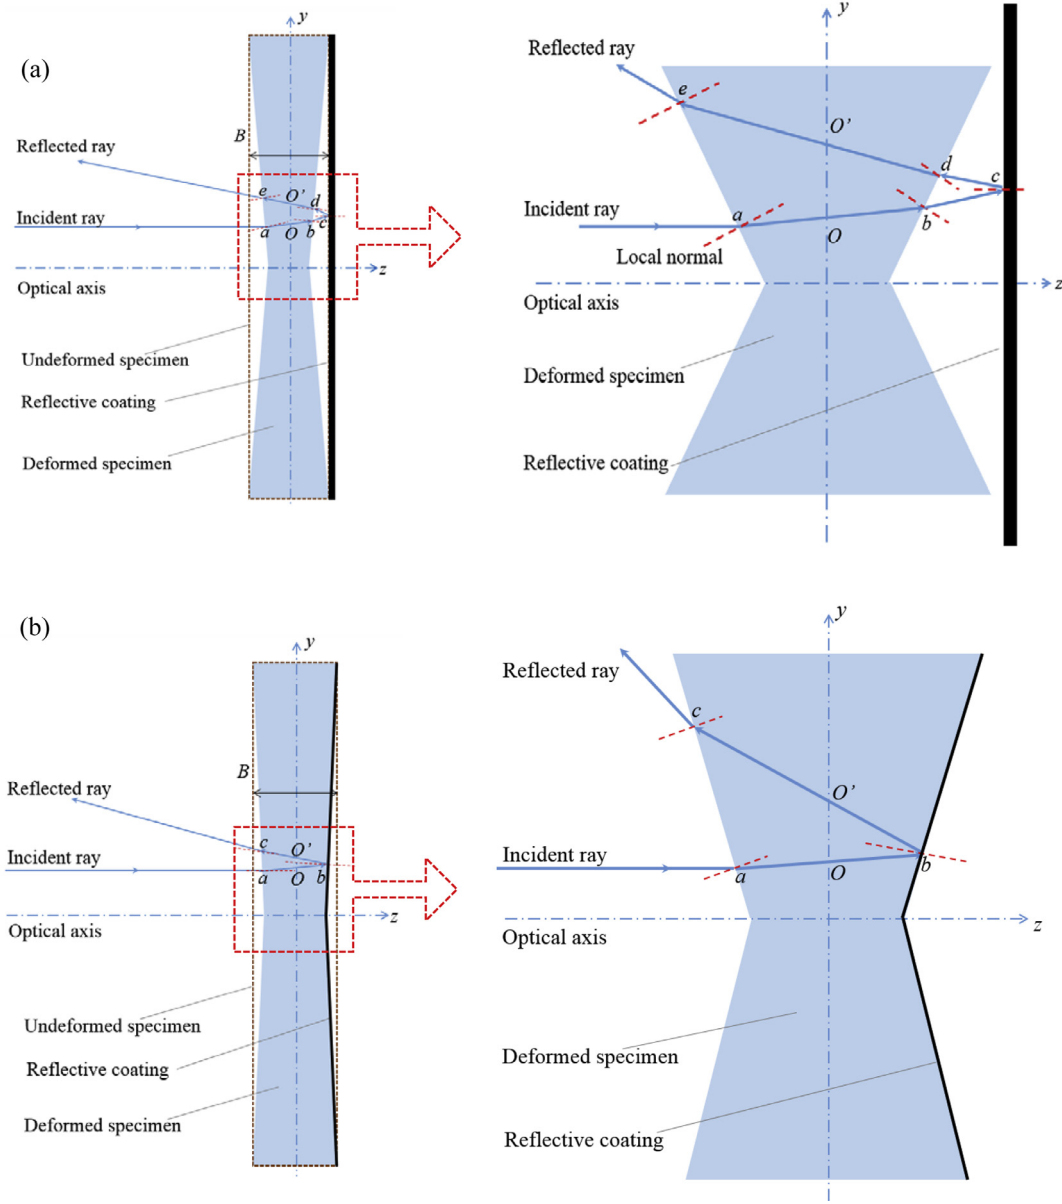 (a)
y
B
Reflected ray
e
O’
d
Incident ray
a
O
b
c
z
Optical axis
Undeformed specimen
Reflective coating
Deformed specimen
y
Reflected ray
e
O’
d
c
Incident ray
a
b
O
Local normal
z
Optical axis
Deformed specimen
Reflective coating
(b)
y
B
Reflected ray
c
O’
Incident ray
a
O
b
z
Optical axis
Undeformed specimen
Reflective coating
Deformed specimen
y
Reflected ray
c
O’
Incident ray
a
O
b
z
Optical axis
Deformed specimen
Reflective coating